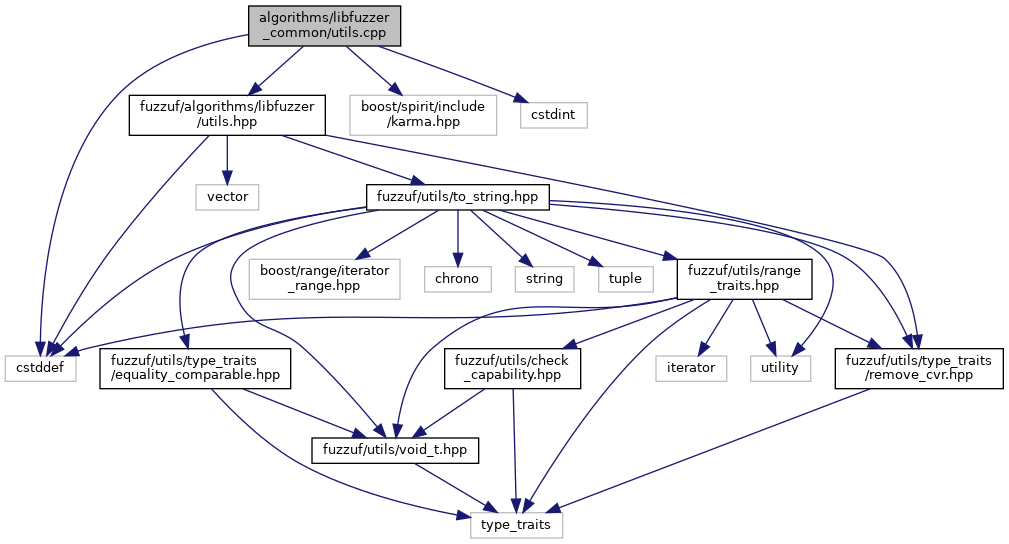 algorithms/libfuzzer
_common/utils.cpp
fuzzuf/algorithms/libfuzzer
/utils.hpp
boost/spirit/include
/karma.hpp
cstdint
vector
fuzzuf/utils/to_string.hpp
boost/range/iterator
_range.hpp
chrono
string
tuple
fuzzuf/utils/range
_traits.hpp
cstddef
fuzzuf/utils/type_traits
/equality_comparable.hpp
fuzzuf/utils/check
_capability.hpp
iterator
utility
fuzzuf/utils/type_traits
/remove_cvr.hpp
fuzzuf/utils/void_t.hpp
type_traits